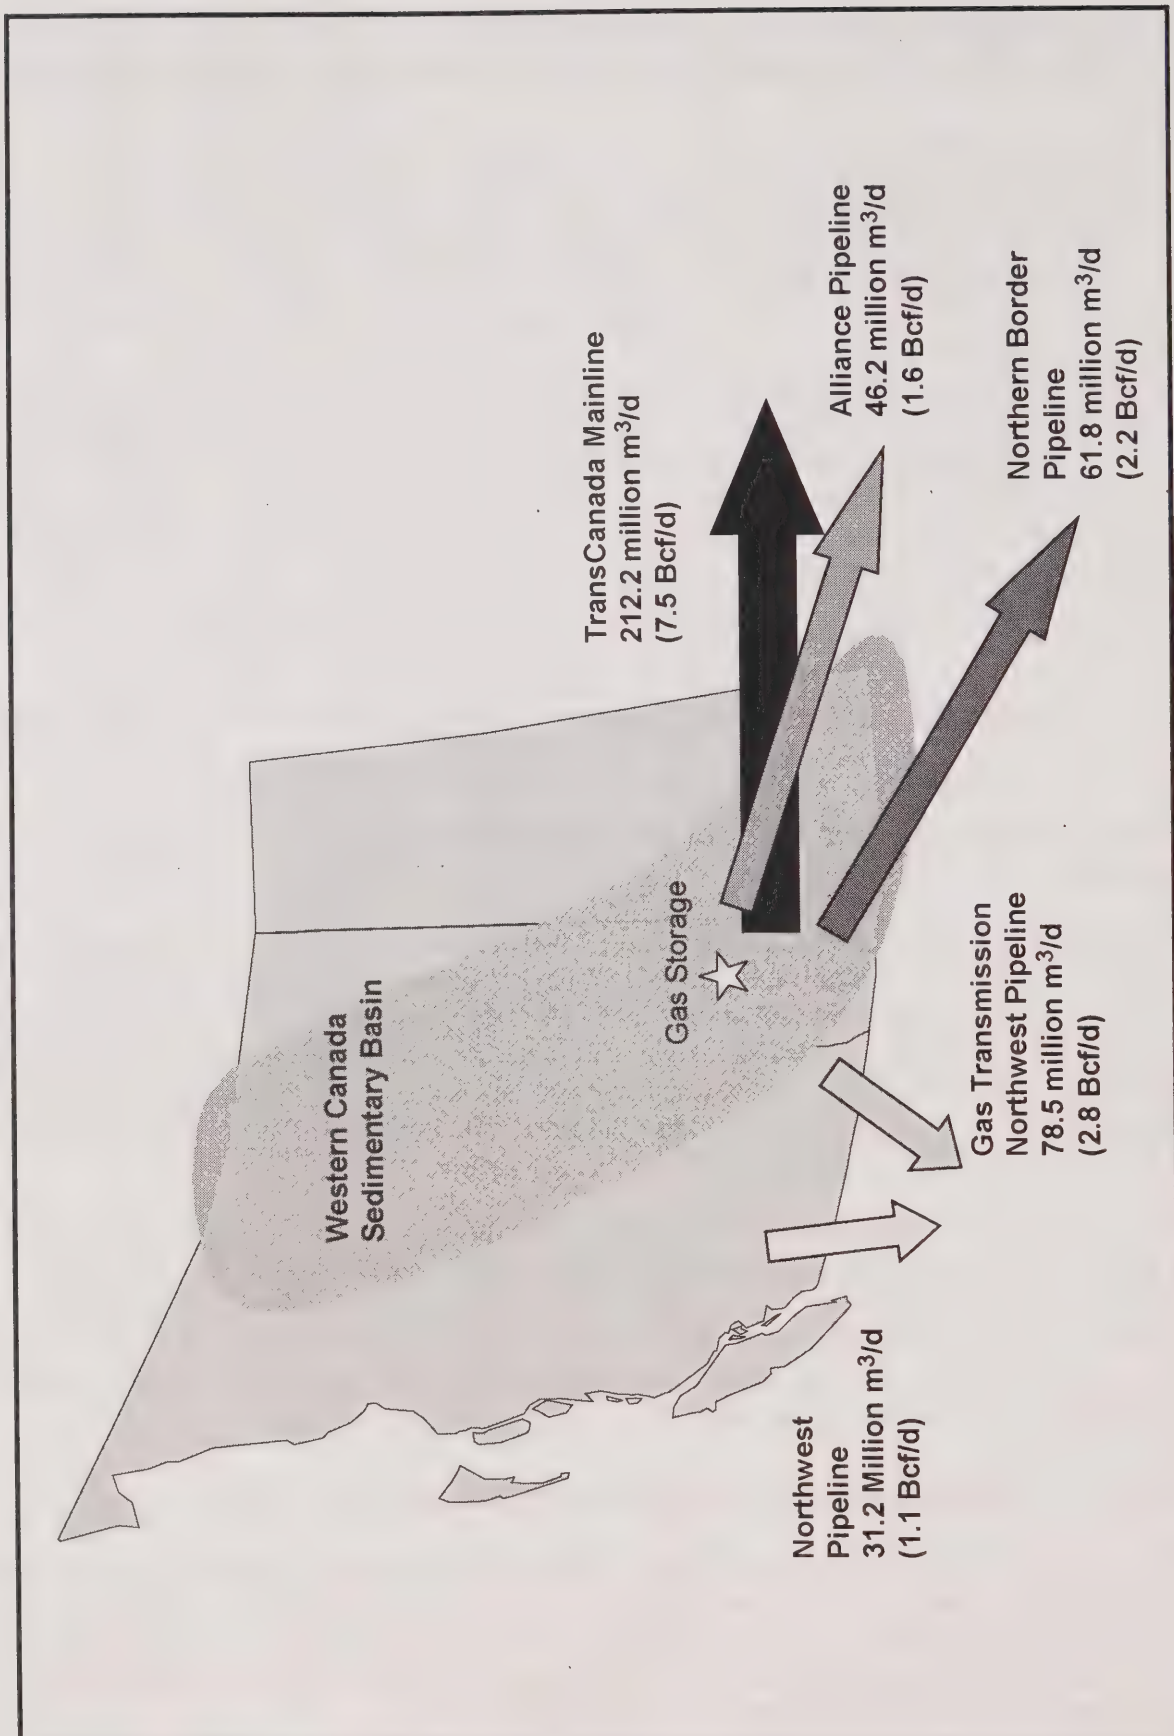 Western Canada
Sedimentary Basin
Gas Storage
TransCanada Mainline
212.2 million m³/d
(7.5 Bcf/d)
Alliance Pipeline
46.2 million m³/d
(1.6 Bcf/d)
Northern Border
Pipeline
61.8 million m³/d
(2.2 Bcf/d)
Gas Transmission
Northwest Pipeline
78.5 million m³/d
(2.8 Bcf/d)
Northwest
Pipeline
31.2 Million m³/d
(1.1 Bcf/d)